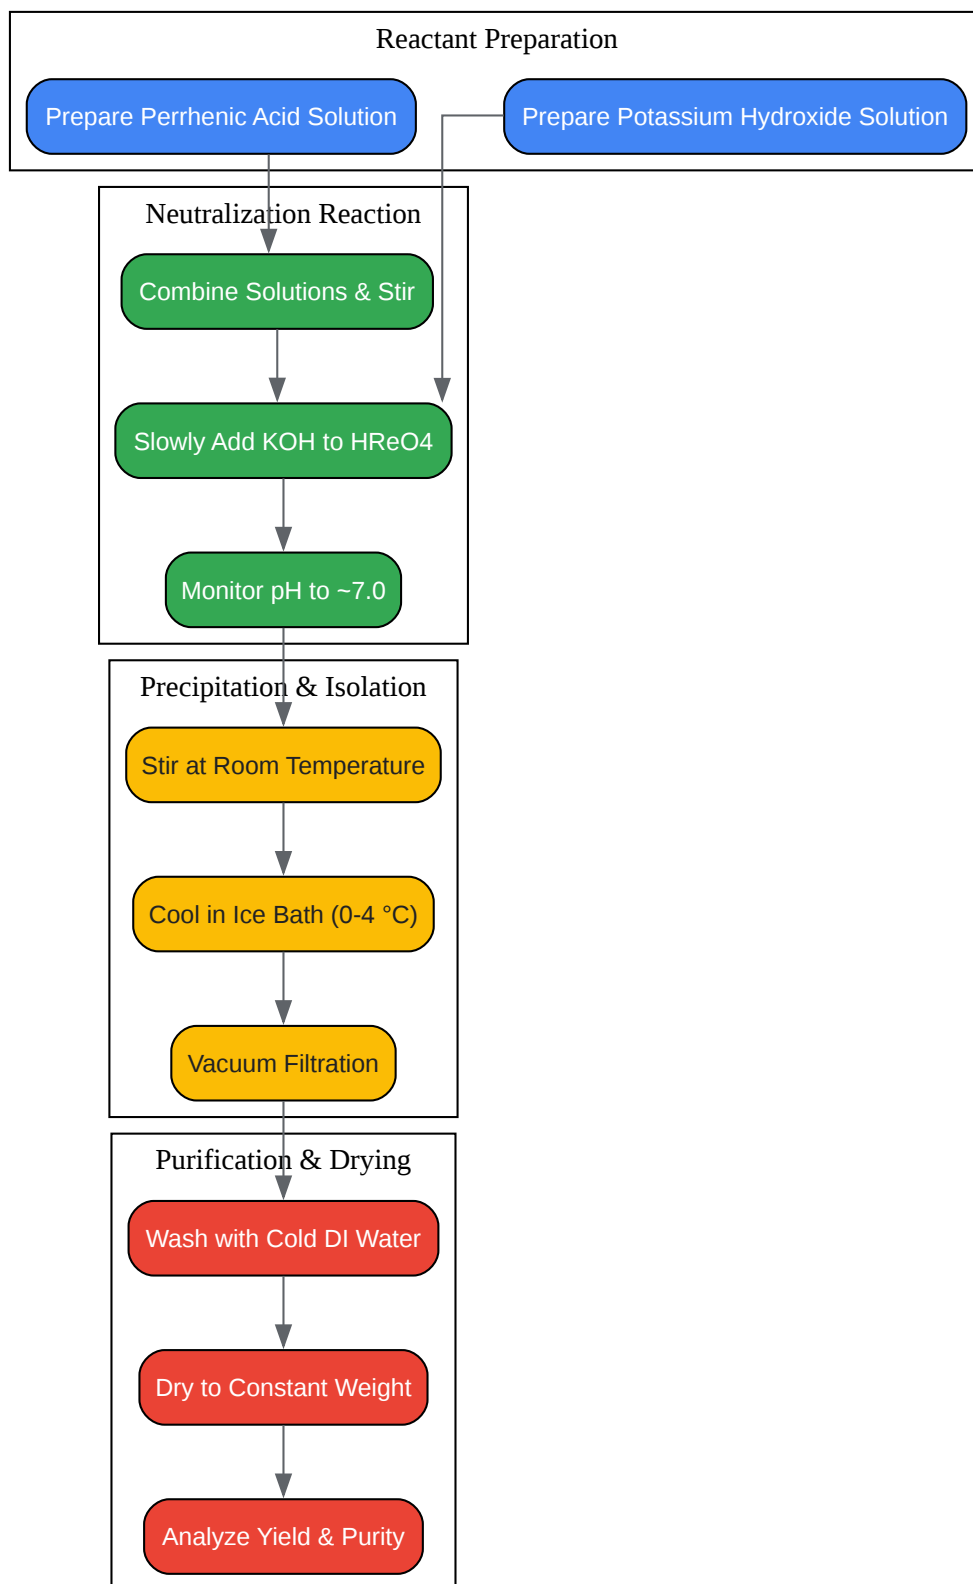 Reactant Preparation
Prepare Perrhenic Acid Solution
Prepare Potassium Hydroxide Solution
Neutralization Reaction
Combine Solutions & Stir
Slowly Add KOH to HReO4
Monitor pH to ~7.0
Precipitation & Isolation
Stir at Room Temperature
Cool in Ice Bath (0-4 °C)
Vacuum Filtration
Purification & Drying
Wash with Cold DI Water
Dry to Constant Weight
Analyze Yield & Purity